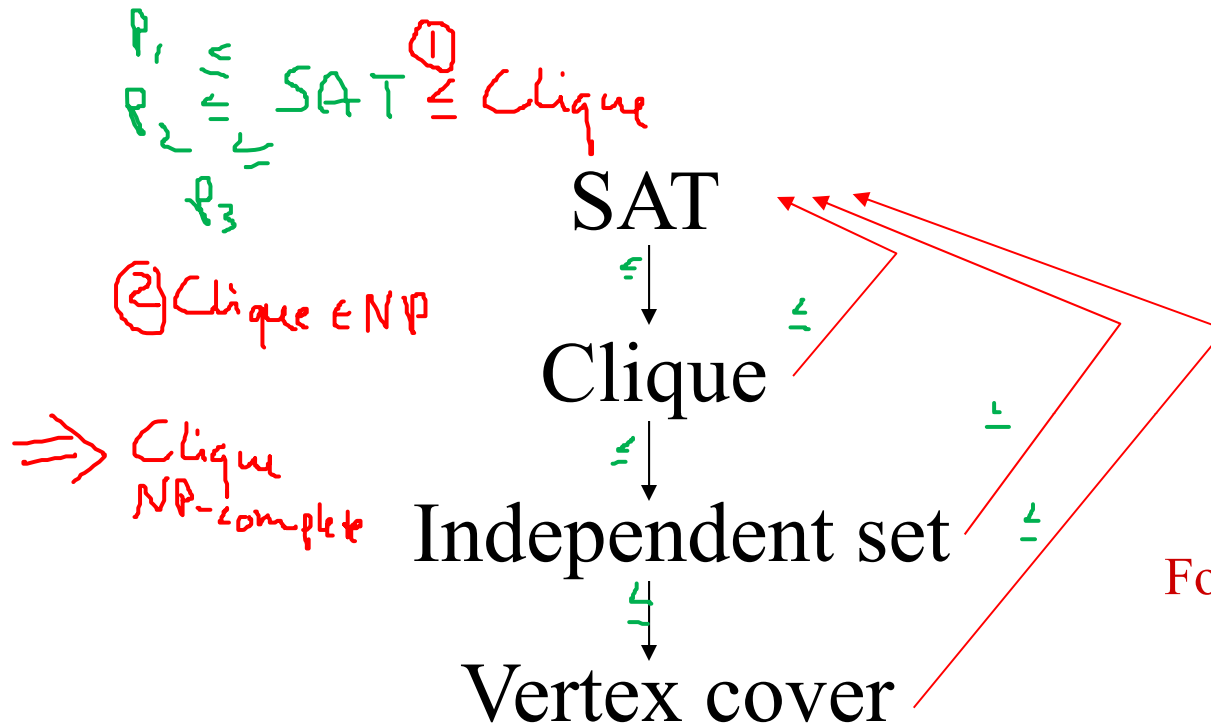 P₁ ≤
P₂ ≤ SAT ≤ Clique
①
P₃ ≤
SAT
≤
② Clique ∈ NP
≤
Clique
⇒ Clique
NP-complete
≤
≤
Independent set
≤
≤
Fo
Vertex cover